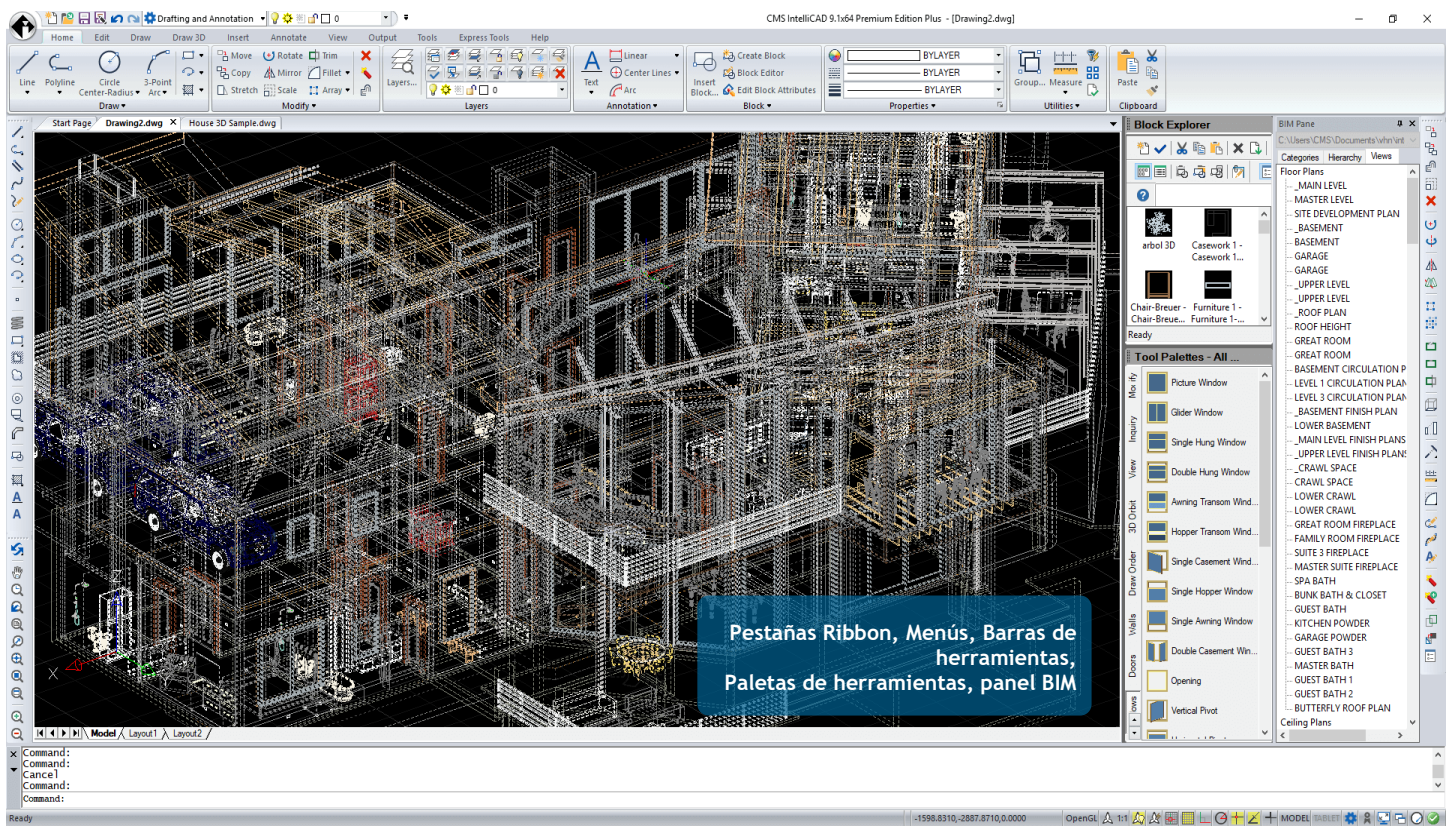 Drafting and Annotation
0
CMS IntelliCAD 9.1x64 Premium Edition Plus - [Drawing2.dwg]
Home Edit Draw Draw 3D Insert Annotate View Output Tools Express Tools Help
Line Polyline Circle Center-Radius 3-Point Arc
Move Rotate Trim
Copy Mirror Fillet
Stretch Scale Array
Layers...
0
Text
Linear
Center Lines
Arc
Insert Block...
Create Block
Block Editor
Edit Block Attributes
BYLAYER
BYLAYER
BYLAYER
Group... Measure
Paste
Draw Modify Layers Annotation Block Properties Utilities Clipboard
Start Page Drawing2.dwg X House 3D Sample.dwg
Block Explorer
arbol 3D
Casework 1 -
Casework 1...
Chair-Breuer -
Chair-Breue...
Furniture 1 -
Furniture 1-...
Ready
Tool Palettes - All ...
Modify
Inquiry
View
3D Orbit
Draw Order
Walls
Doors
Picture Window
Glider Window
Single Hung Window
Double Hung Window
Awning Transom Wind...
Hopper Transom Wind...
Single Casement Wind...
Single Hopper Window
Single Awning Window
Double Casement Win...
Opening
Vertical Pivot
BIM Pane
C:\Users\CMS\Documents\vhn\int
Categories Hierarchy Views
Floor Plans
_MAIN LEVEL
MASTER LEVEL
SITE DEVELOPMENT PLAN
_BASEMENT
BASEMENT
GARAGE
GARAGE
_UPPER LEVEL
_UPPER LEVEL
_ROOF PLAN
ROOF HEIGHT
GREAT ROOM
GREAT ROOM
BASEMENT CIRCULATION P
LEVEL 1 CIRCULATION PLAN
LEVEL 3 CIRCULATION PLAN
_BASEMENT FINISH PLAN
LOWER BASEMENT
_MAIN LEVEL FINISH PLANS
_UPPER LEVEL FINISH PLANS
_CRAWL SPACE
CRAWL SPACE
LOWER CRAWL
LOWER CRAWL
GREAT ROOM FIREPLACE
FAMILY ROOM FIREPLACE
SUITE 3 FIREPLACE
MASTER SUITE FIREPLACE
SPA BATH
BUNK BATH & CLOSET
GUEST BATH
KITCHEN POWDER
GARAGE POWDER
GUEST BATH 3
MASTER BATH
GUEST BATH 1
GUEST BATH 2
BUTTERFLY ROOF PLAN
Ceiling Plans
Pestañas Ribbon, Menús, Barras de
herramientas,
Paletas de herramientas, panel BIM
X
Z
Model Layout1 Layout2
Command:
Command:
Cancel
Command:
Command:
Ready
-1598.8310,-2887.8710,0.0000 OpenGL 1:1 MODEL TABLET